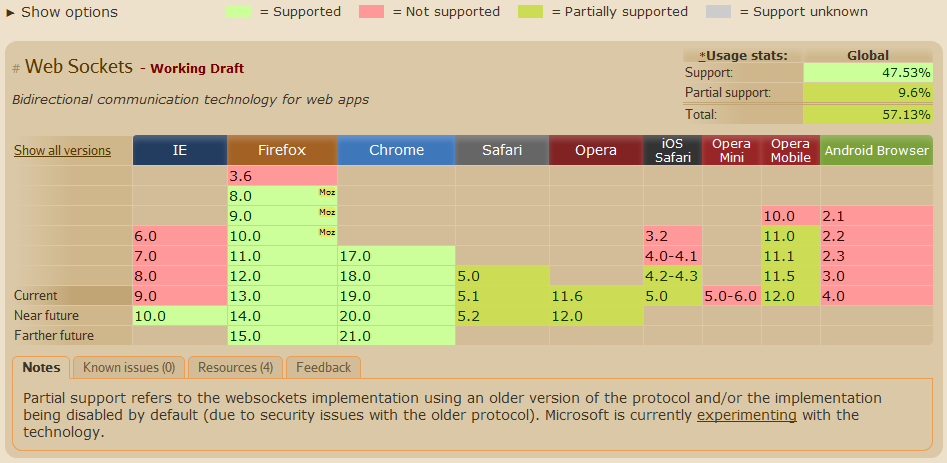 ► Show options = Supported = Not supported = Partially supported = Support unknown
# Web Sockets - Working Draft
*Usage stats: Global
Support: 47.53%
Bidirectional communication technology for web apps
Partial support: 9.6%
Total: 57.13%
Show all versions IE Firefox Chrome Safari Opera iOS Safari Opera Mini Opera Mobile Android Browser
3.6
8.0 Moz
9.0 Moz 10.0 2.1
6.0 10.0 Moz 3.2 11.0 2.2
7.0 11.0 17.0 4.0-4.1 11.1 2.3
8.0 12.0 18.0 5.0 4.2-4.3 11.5 3.0
Current 9.0 13.0 19.0 5.1 11.6 5.0 5.0-6.0 12.0 4.0
Near future 10.0 14.0 20.0 5.2 12.0
Farther future 15.0 21.0
Notes Known issues (0) Resources (4) Feedback
Partial support refers to the websockets implementation using an older version of the protocol and/or the implementation
being disabled by default (due to security issues with the older protocol). Microsoft is currently experimenting with the
technology.